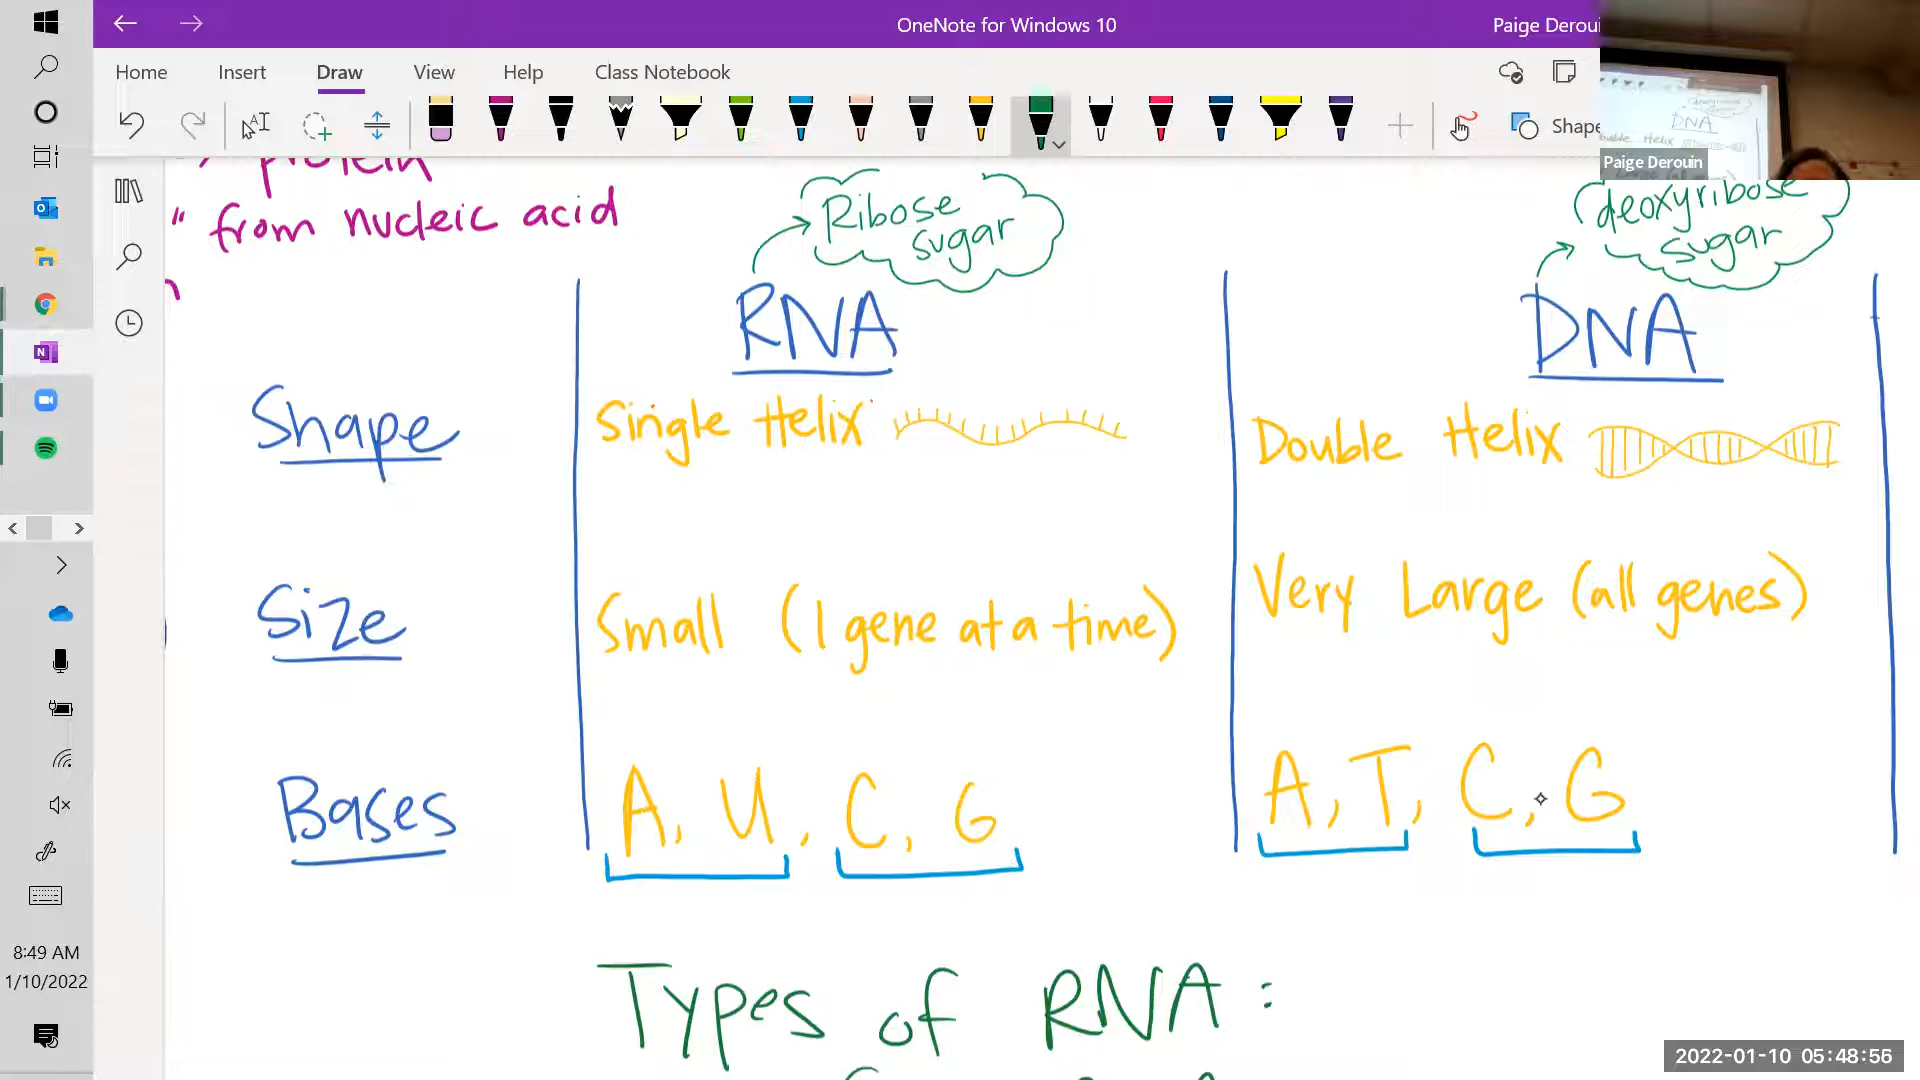 OneNote for Windows 10
Paige Deroui
Home Insert Draw View Help Class Notebook
Shape
Paige Derouin
DNA
protein
" from nucleic acid
Ribose
sugar
deoxyribose
sugar
RNA
DNA
Shape
Single Helix
Double Helix
Size
Small (1 gene at a time)
Very Large (all genes)
Bases
A, U, C, G
A, T, C, G
Types of RNA:
8:49 AM
1/10/2022
2022-01-10 05:48:56